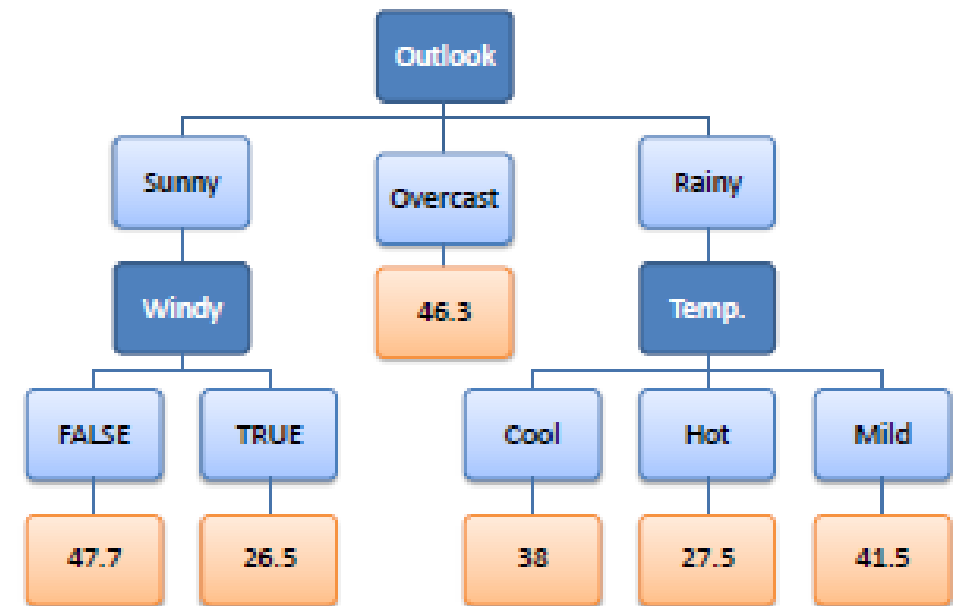 Outlook
Sunny
Overcast
Rainy
Windy
46.3
Temp.
FALSE
TRUE
Cool
Hot
Mild
47.7
26.5
38
27.5
41.5